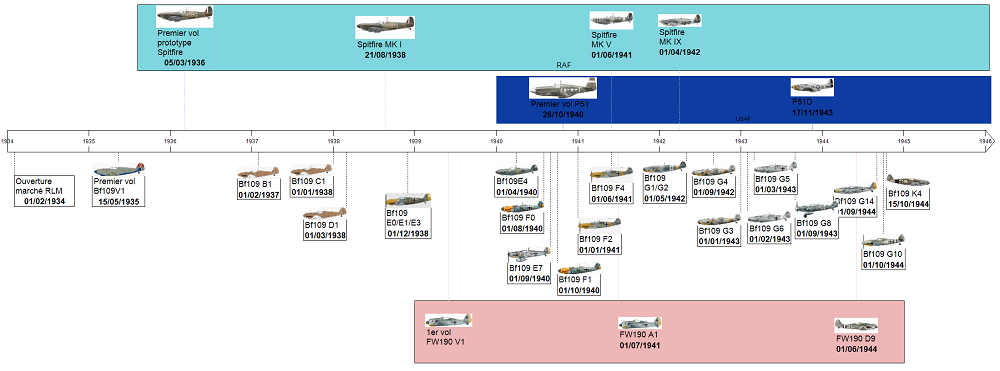 Premier vol
prototype
Spitfire
05/03/1936
Spitfire MK I
21/08/1938
Spitfire
MK V
01/06/1941
Spitfire
MK IX
01/04/1942
RAF
Premier vol P51
26/10/1940
P51D
17/11/1943
USAF
1934 1935 1936 1937 1938 1939 1940 1941 1942 1943 1944 1945 1946
Ouverture
marché RLM
01/02/1934
Premier vol
Bf109V1
15/05/1935
Bf109 B1
01/02/1937
Bf109 C1
01/01/1938
Bf109 D1
01/03/1938
Bf109
E0/E1/E3
01/12/1938
Bf109E4
01/04/1940
Bf109 F0
01/08/1940
Bf109 E7
01/09/1940
Bf109 F1
01/10/1940
Bf109 F4
01/06/1941
Bf109 F2
01/01/1941
Bf109
G1/G2
01/05/1942
Bf109 G4
01/09/1942
Bf109 G3
01/01/1943
Bf109 G5
01/03/1943
Bf109 G6
01/02/1943
Bf109 G8
01/09/1943
Bf109 G14
01/09/1944
Bf109 K4
15/10/1944
Bf109 G10
01/10/1944
1er vol
FW190 V1
FW190 A1
01/07/1941
FW190 D9
01/06/1944